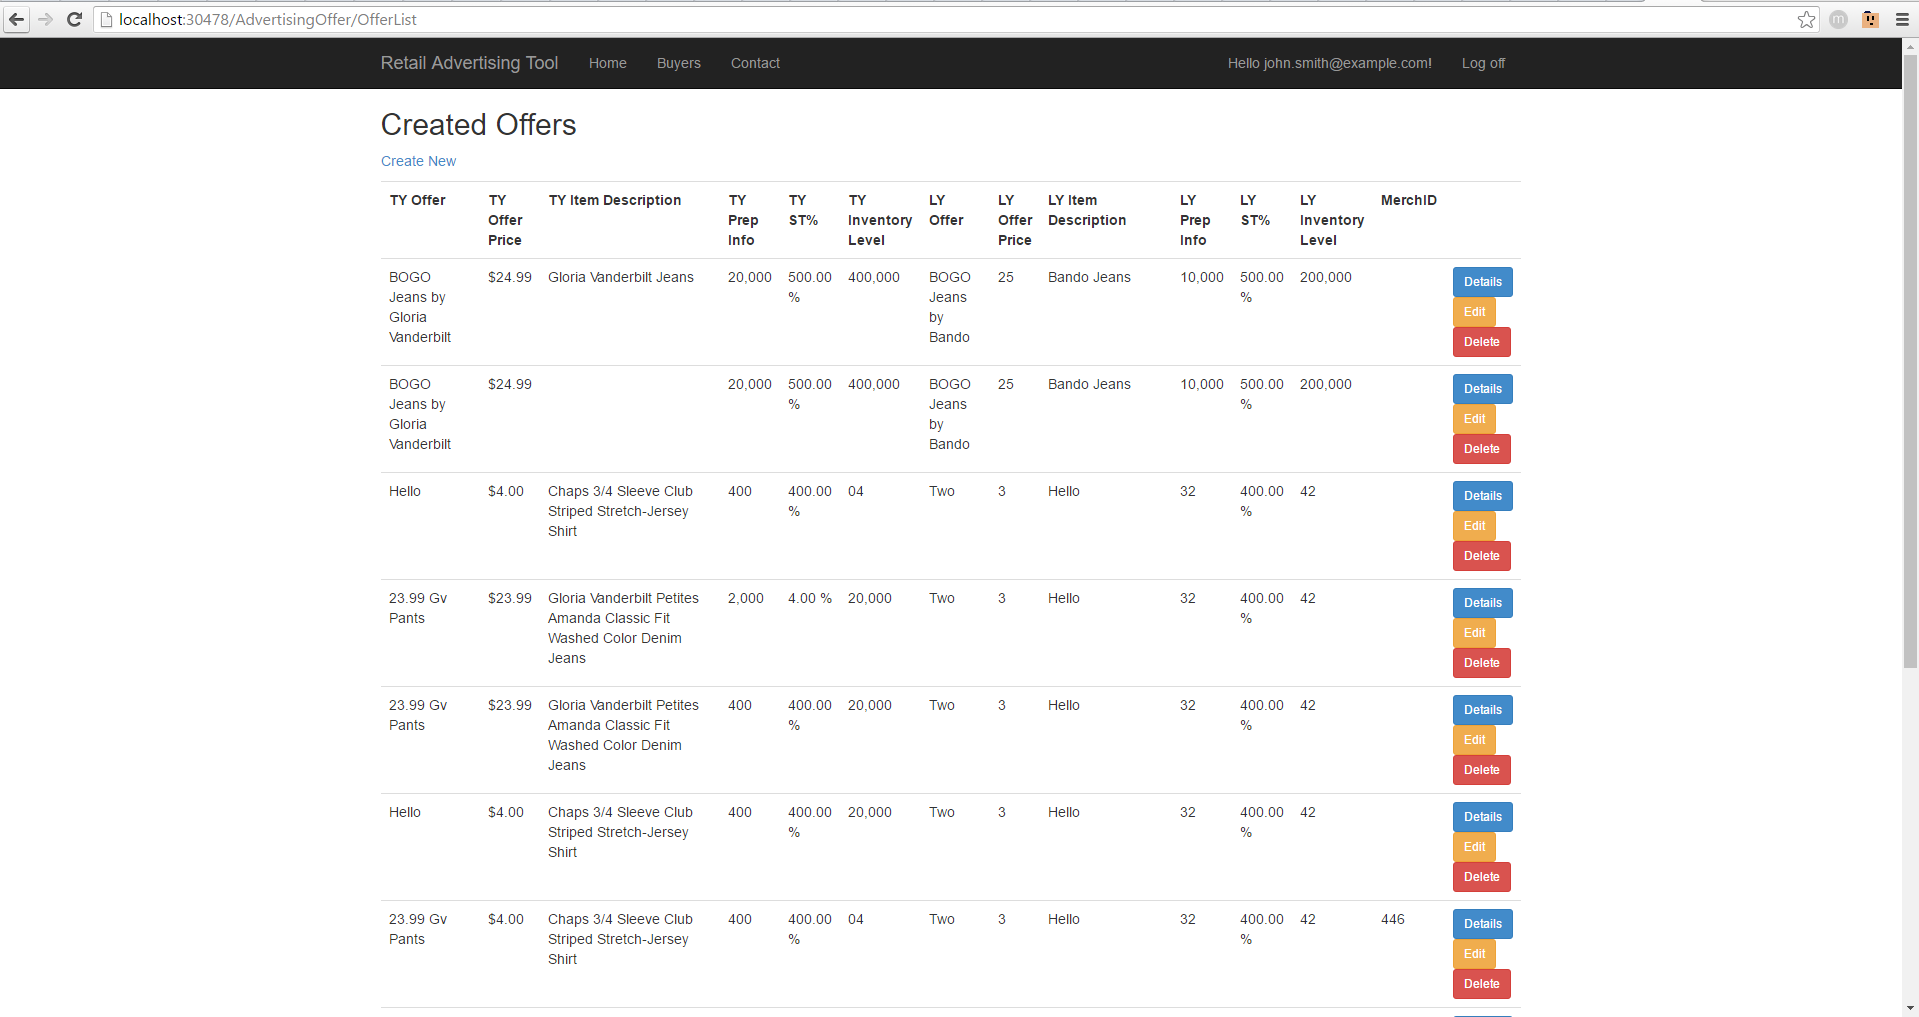 localhost:30478/AdvertisingOffer/OfferList
m
Retail Advertising Tool Home Buyers Contact Hello john.smith@example.com! Log off
Created Offers
Create New
TY Offer TY TY Item Description TY TY TY LY LY LY Item LY LY LY MerchID
Offer Prep ST% Inventory Offer Offer Description Prep ST% Inventory
Price Info Level Price Info Level
BOGO $24.99 Gloria Vanderbilt Jeans 20,000 500.00 400,000 BOGO 25 Bando Jeans 10,000 500.00 200,000 Details
Jeans by % Jeans %
Gloria by Edit
Vanderbilt Bando Delete
BOGO $24.99 20,000 500.00 400,000 BOGO 25 Bando Jeans 10,000 500.00 200,000 Details
Jeans by % Jeans %
Gloria by Edit
Vanderbilt Bando Delete
Hello $4.00 Chaps 3/4 Sleeve Club 400 400.00 04 Two 3 Hello 32 400.00 42 Details
Striped Stretch-Jersey % %
Shirt Edit
Delete
23.99 Gv $23.99 Gloria Vanderbilt Petites 2,000 4.00 % 20,000 Two 3 Hello 32 400.00 42 Details
Pants Amanda Classic Fit %
Washed Color Denim Edit
Jeans Delete
23.99 Gv $23.99 Gloria Vanderbilt Petites 400 400.00 20,000 Two 3 Hello 32 400.00 42 Details
Pants Amanda Classic Fit % %
Washed Color Denim Edit
Jeans Delete
Hello $4.00 Chaps 3/4 Sleeve Club 400 400.00 20,000 Two 3 Hello 32 400.00 42 Details
Striped Stretch-Jersey % %
Shirt Edit
Delete
23.99 Gv $4.00 Chaps 3/4 Sleeve Club 400 400.00 04 Two 3 Hello 32 400.00 42 446 Details
Pants Striped Stretch-Jersey % %
Shirt Edit
Delete